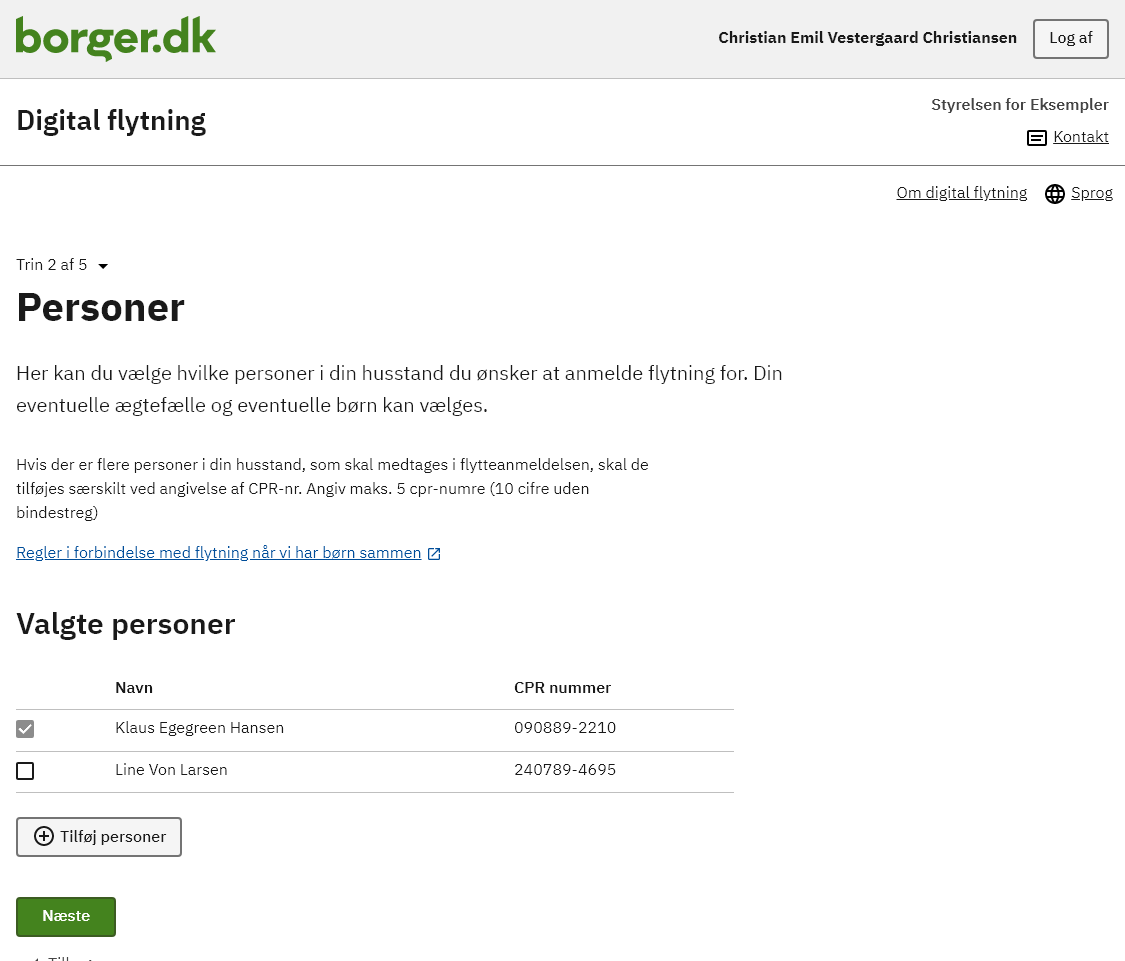 borger.dk
Christian Emil Vestergaard Christiansen
Log af
Digital flytning
Styrelsen for Eksempler
Kontakt
Om digital flytning
Sprog
Trin 2 af 5
Personer
Her kan du vælge hvilke personer i din husstand du ønsker at anmelde flytning for. Din
eventuelle ægtefælle og eventuelle børn kan vælges.
Hvis der er flere personer i din husstand, som skal medtages i flytteanmeldelsen, skal de
tilføjes særskilt ved angivelse af CPR-nr. Angiv maks. 5 cpr-numre (10 cifre uden
bindestreg)
Regler i forbindelse med flytning når vi har børn sammen
Valgte personer
Navn CPR nummer
Klaus Egegreen Hansen 090889-2210
Line Von Larsen 240789-4695
Tilføj personer
Næste